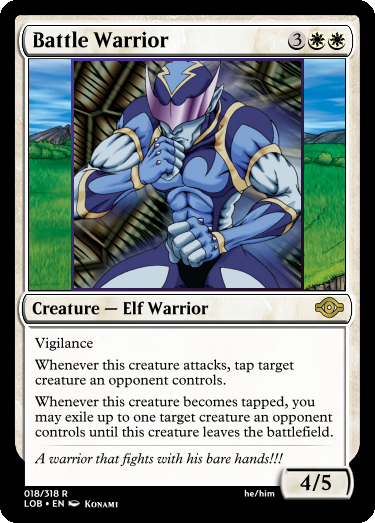 Battle Warrior 3
Creature — Elf Warrior
Vigilance
Whenever this creature attacks, tap target
creature an opponent controls.
Whenever this creature becomes tapped, you
may exile up to one target creature an opponent
controls until this creature leaves the battlefield.
A warrior that fights with his bare hands!!!
4/5
018/318 R he/him
LOB • EN Konami